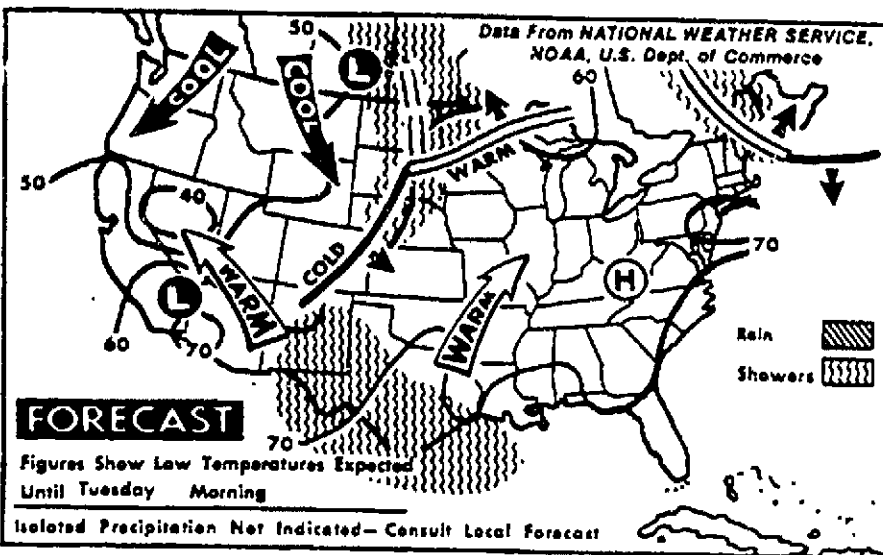 Data From NATIONAL WEATHER SERVICE,
NOAA, U.S. Dept. of Commerce
50
L
COOL
COOL
60
WARM
50
40
70
COLD
WARM
H
L
WARM
60
70
Rain
Showers
FORECAST
70
Figures Show Low Temperatures Expected
Until Tuesday Morning
Isolated Precipitation Not Indicated— Consult Local Forecast